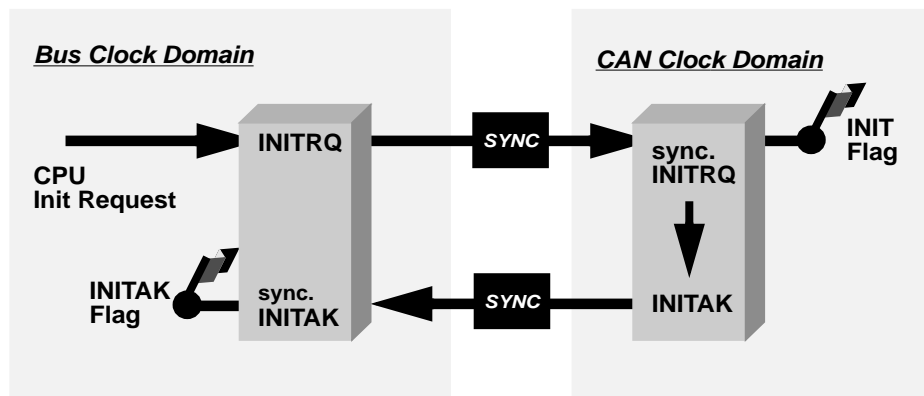 Bus Clock Domain
CAN Clock Domain
INITRQ
SYNC
sync.
INITRQ
INIT
Flag
CPU
Init Request
INITAK
Flag
sync.
INITAK
SYNC
INITAK